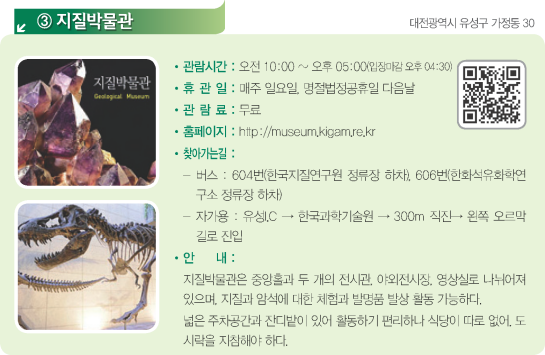 ③ 지질박물관
대전광역시 유성구 가정동 30
지질박물관
Geological Museum
• 관람시간 : 오전 10:00 ~ 오후 05:00(입장마감 오후 04:30)
• 휴 관 일 : 매주 일요일, 명절법정공휴일 다음날
• 관 람 료 : 무료
• 홈페이지 : http://museum.kigam.re.kr
• 찾아가는길 :
– 버스 : 604번(한국지질연구원 정류장 하차), 606번(한화석유화학연
구소 정류장 하차)
– 자가용 : 유성I.C → 한국과학기술원 → 300m 직진→ 왼쪽 오르막
길로 진입
• 안 내 :
지질박물관은 중앙홀과 두 개의 전시관, 야외전시장, 영상실로 나뉘어져
있으며, 지질과 암석에 대한 체험과 발명품 발상 활동 가능하다.
넓은 주차공간과 잔디밭이 있어 활동하기 편리하나 식당이 따로 없어, 도
시락을 지참해야 하다.